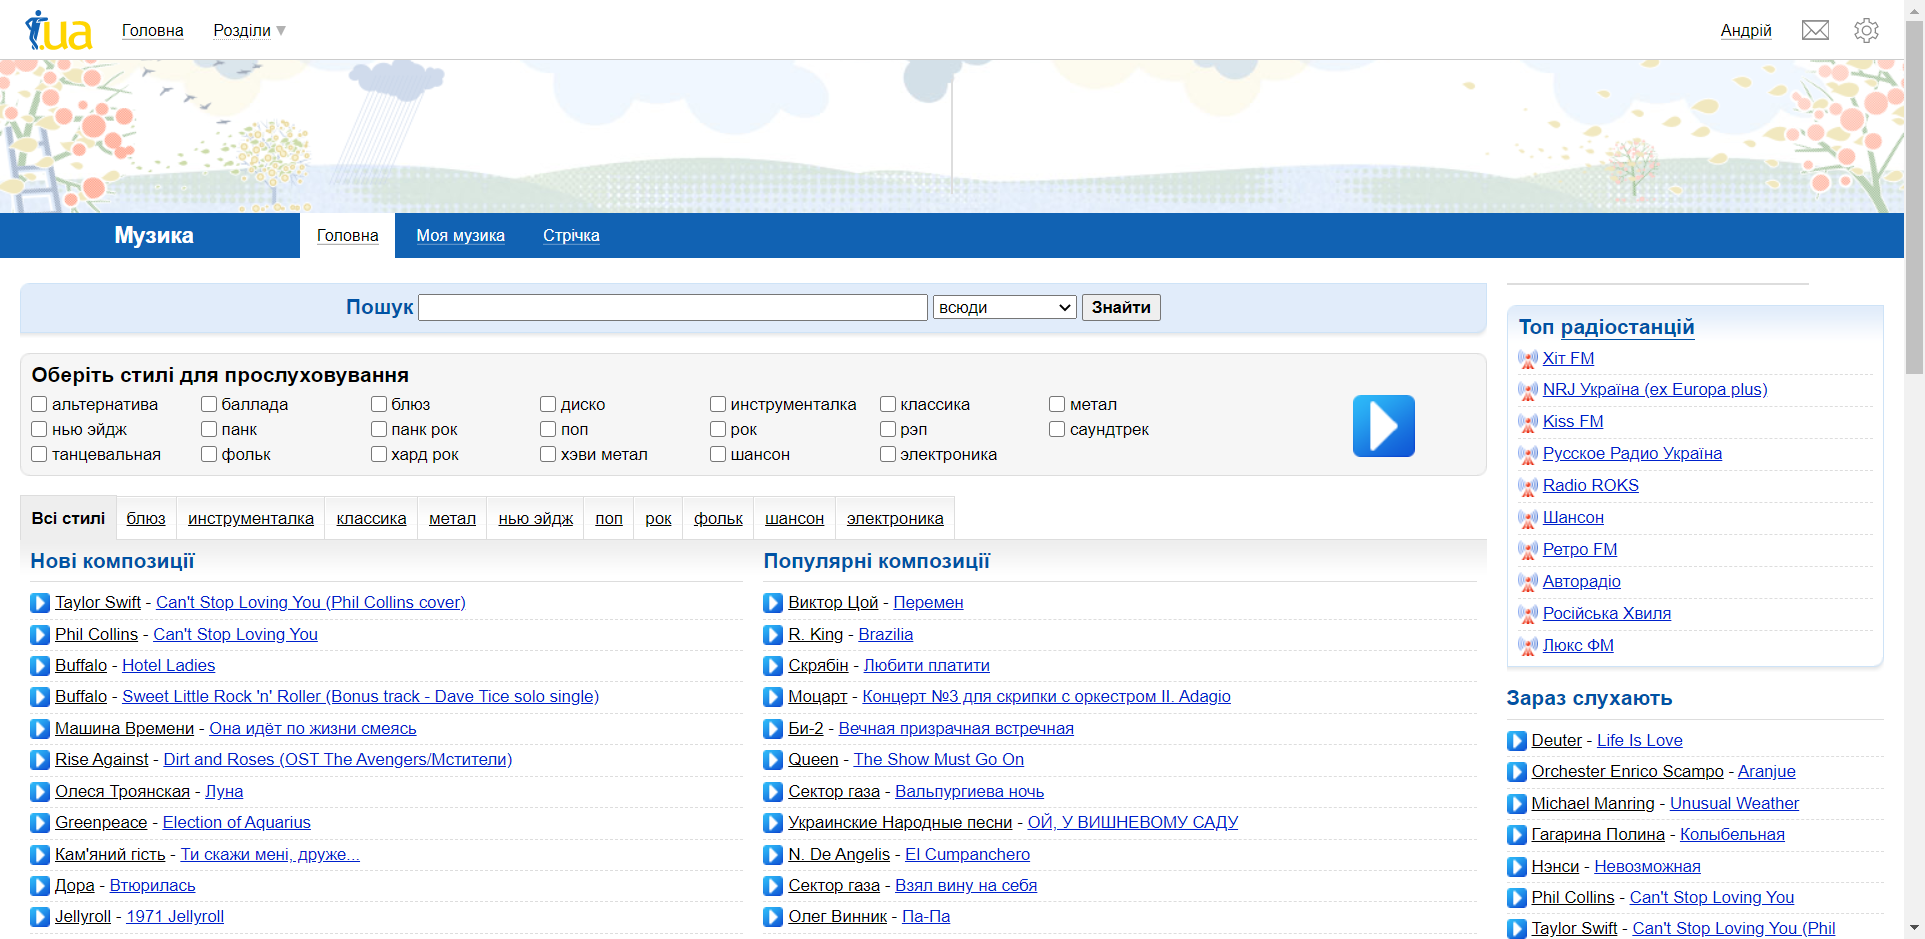 .ua Головна Розділи Андрій
Музика Головна Моя музика Стрічка
Пошук всюди Знайти
Оберіть стилі для прослуховування
альтернатива баллада блюз диско инструменталка классика метал
нью эйдж панк панк рок поп рок рэп саундтрек
танцевальная фольк хард рок хэви метал шансон электроника
Всі стилі блюз инструменталка классика метал нью эйдж поп рок фольк шансон электроника
Нові композиції
Taylor Swift - Can't Stop Loving You (Phil Collins cover)
Phil Collins - Can't Stop Loving You
Buffalo - Hotel Ladies
Buffalo - Sweet Little Rock 'n' Roller (Bonus track - Dave Tice solo single)
Машина Времени - Она идёт по жизни смеясь
Rise Against - Dirt and Roses (OST The Avengers/Мстители)
Олеся Троянская - Луна
Greenpeace - Election of Aquarius
Кам'яний гість - Ти скажи мені, друже...
Дора - Втюрилась
Jellyroll - 1971 Jellyroll
Популярні композиції
Виктор Цой - Перемен
R. King - Brazilia
Скрябін - Любити платити
Моцарт - Концерт №3 для скрипки с оркестром II. Adagio
Би-2 - Вечная призрачная встречная
Queen - The Show Must Go On
Сектор газа - Вальпургиева ночь
Украинские Народные песни - ОЙ, У ВИШНЕВОМУ САДУ
N. De Angelis - El Cumpanchero
Сектор газа - Взял вину на себя
Олег Винник - Па-Па
Топ радіостанцій
Хіт FM
NRJ Україна (ex Europa plus)
Kiss FM
Русское Радио Україна
Radio ROKS
Шансон
Ретро FM
Авторадіо
Російська Хвиля
Люкс ФМ
Зараз слухають
Deuter - Life Is Love
Orchester Enrico Scampo - Aranjue
Michael Manring - Unusual Weather
Гагарина Полина - Колыбельная
Нэнси - Невозможная
Phil Collins - Can't Stop Loving You
Taylor Swift - Can't Stop Loving You (Phil